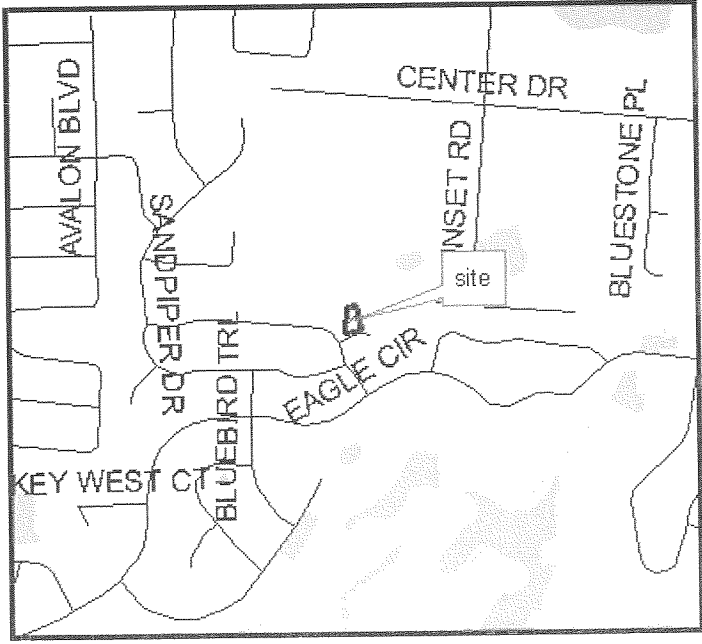 CENTER DR
AVALON BLVD
NSET RD
BLUESTONE PL
SANDPIPER DR
site
BLUEBIRD TRL
EAGLE CIR
KEY WEST CT